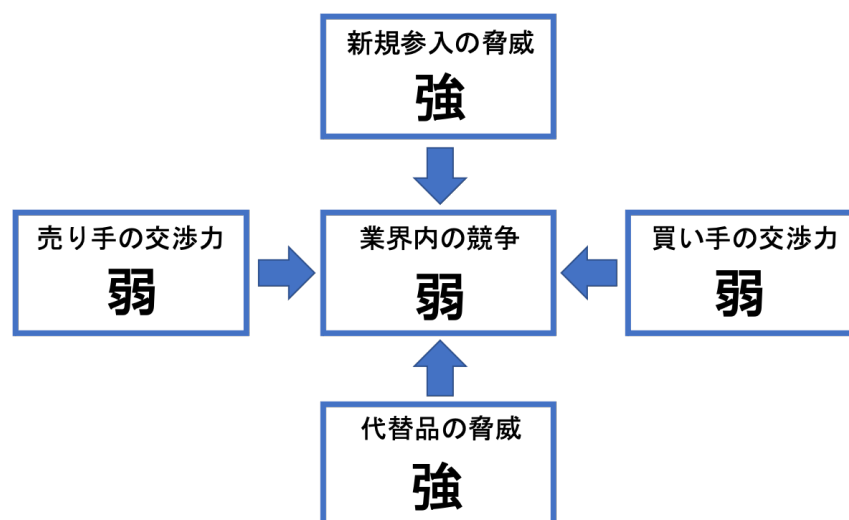 新規参入の脅威
強
売り手の交渉力
弱
業界内の競争
弱
買い手の交渉力
弱
代替品の脅威
強